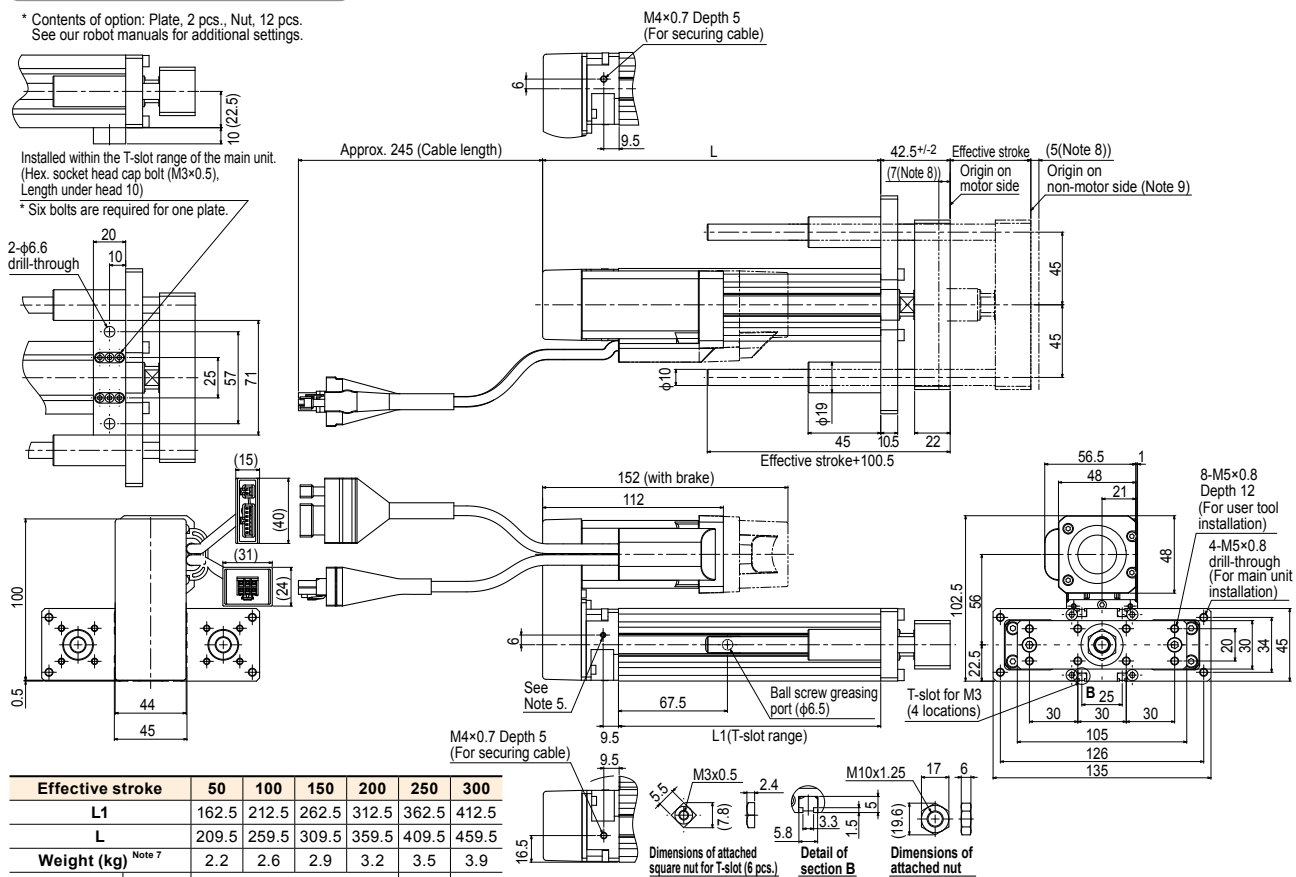 * Contents of option: Plate, 2 pcs., Nut, 12 pcs.
See our robot manuals for additional settings.
10 (22.5)
Installed within the T-slot range of the main unit.
(Hex. socket head cap bolt (M3×0.5),
Length under head 10)
* Six bolts are required for one plate.
M4×0.7 Depth 5
(For securing cable)
6
9.5
Approx. 245 (Cable length)
L
42.5+/-2
Effective stroke
(5(Note 8))
(7(Note 8))
Origin on
motor side
Origin on
non-motor side (Note 9)
20
10
2-ϕ6.6
drill-through
25
57
71
45
45
ϕ10
ϕ19
45
10.5
22
Effective stroke+100.5
(15)
(40)
(31)
(24)
100
0.5
44
45
152 (with brake)
112
6
See
Note 5.
67.5
Ball screw greasing
port (ϕ6.5)
9.5
L1(T-slot range)
56.5
1
48
21
8-M5×0.8
Depth 12
(For user tool
installation)
4-M5×0.8
drill-through
(For main unit
installation)
48
102.5
56
22.5
20
30
34
45
T-slot for M3
(4 locations)
B
25
30
30
30
105
126
135
M4×0.7 Depth 5
(For securing cable)
9.5
16.5
M3x0.5
5.5
(7.8)
2.4
Dimensions of attached
square nut for T-slot (6 pcs.)
5
1.5
3.3
5.8
Detail of
section B
M10x1.25
17
6
(19.6)
Dimensions of
attached nut
Effective stroke 50 100 150 200 250 300
L1 162.5 212.5 262.5 312.5 362.5 412.5
L 209.5 259.5 309.5 359.5 409.5 459.5
Weight (kg) Note 7 2.2 2.6 2.9 3.2 3.5 3.9